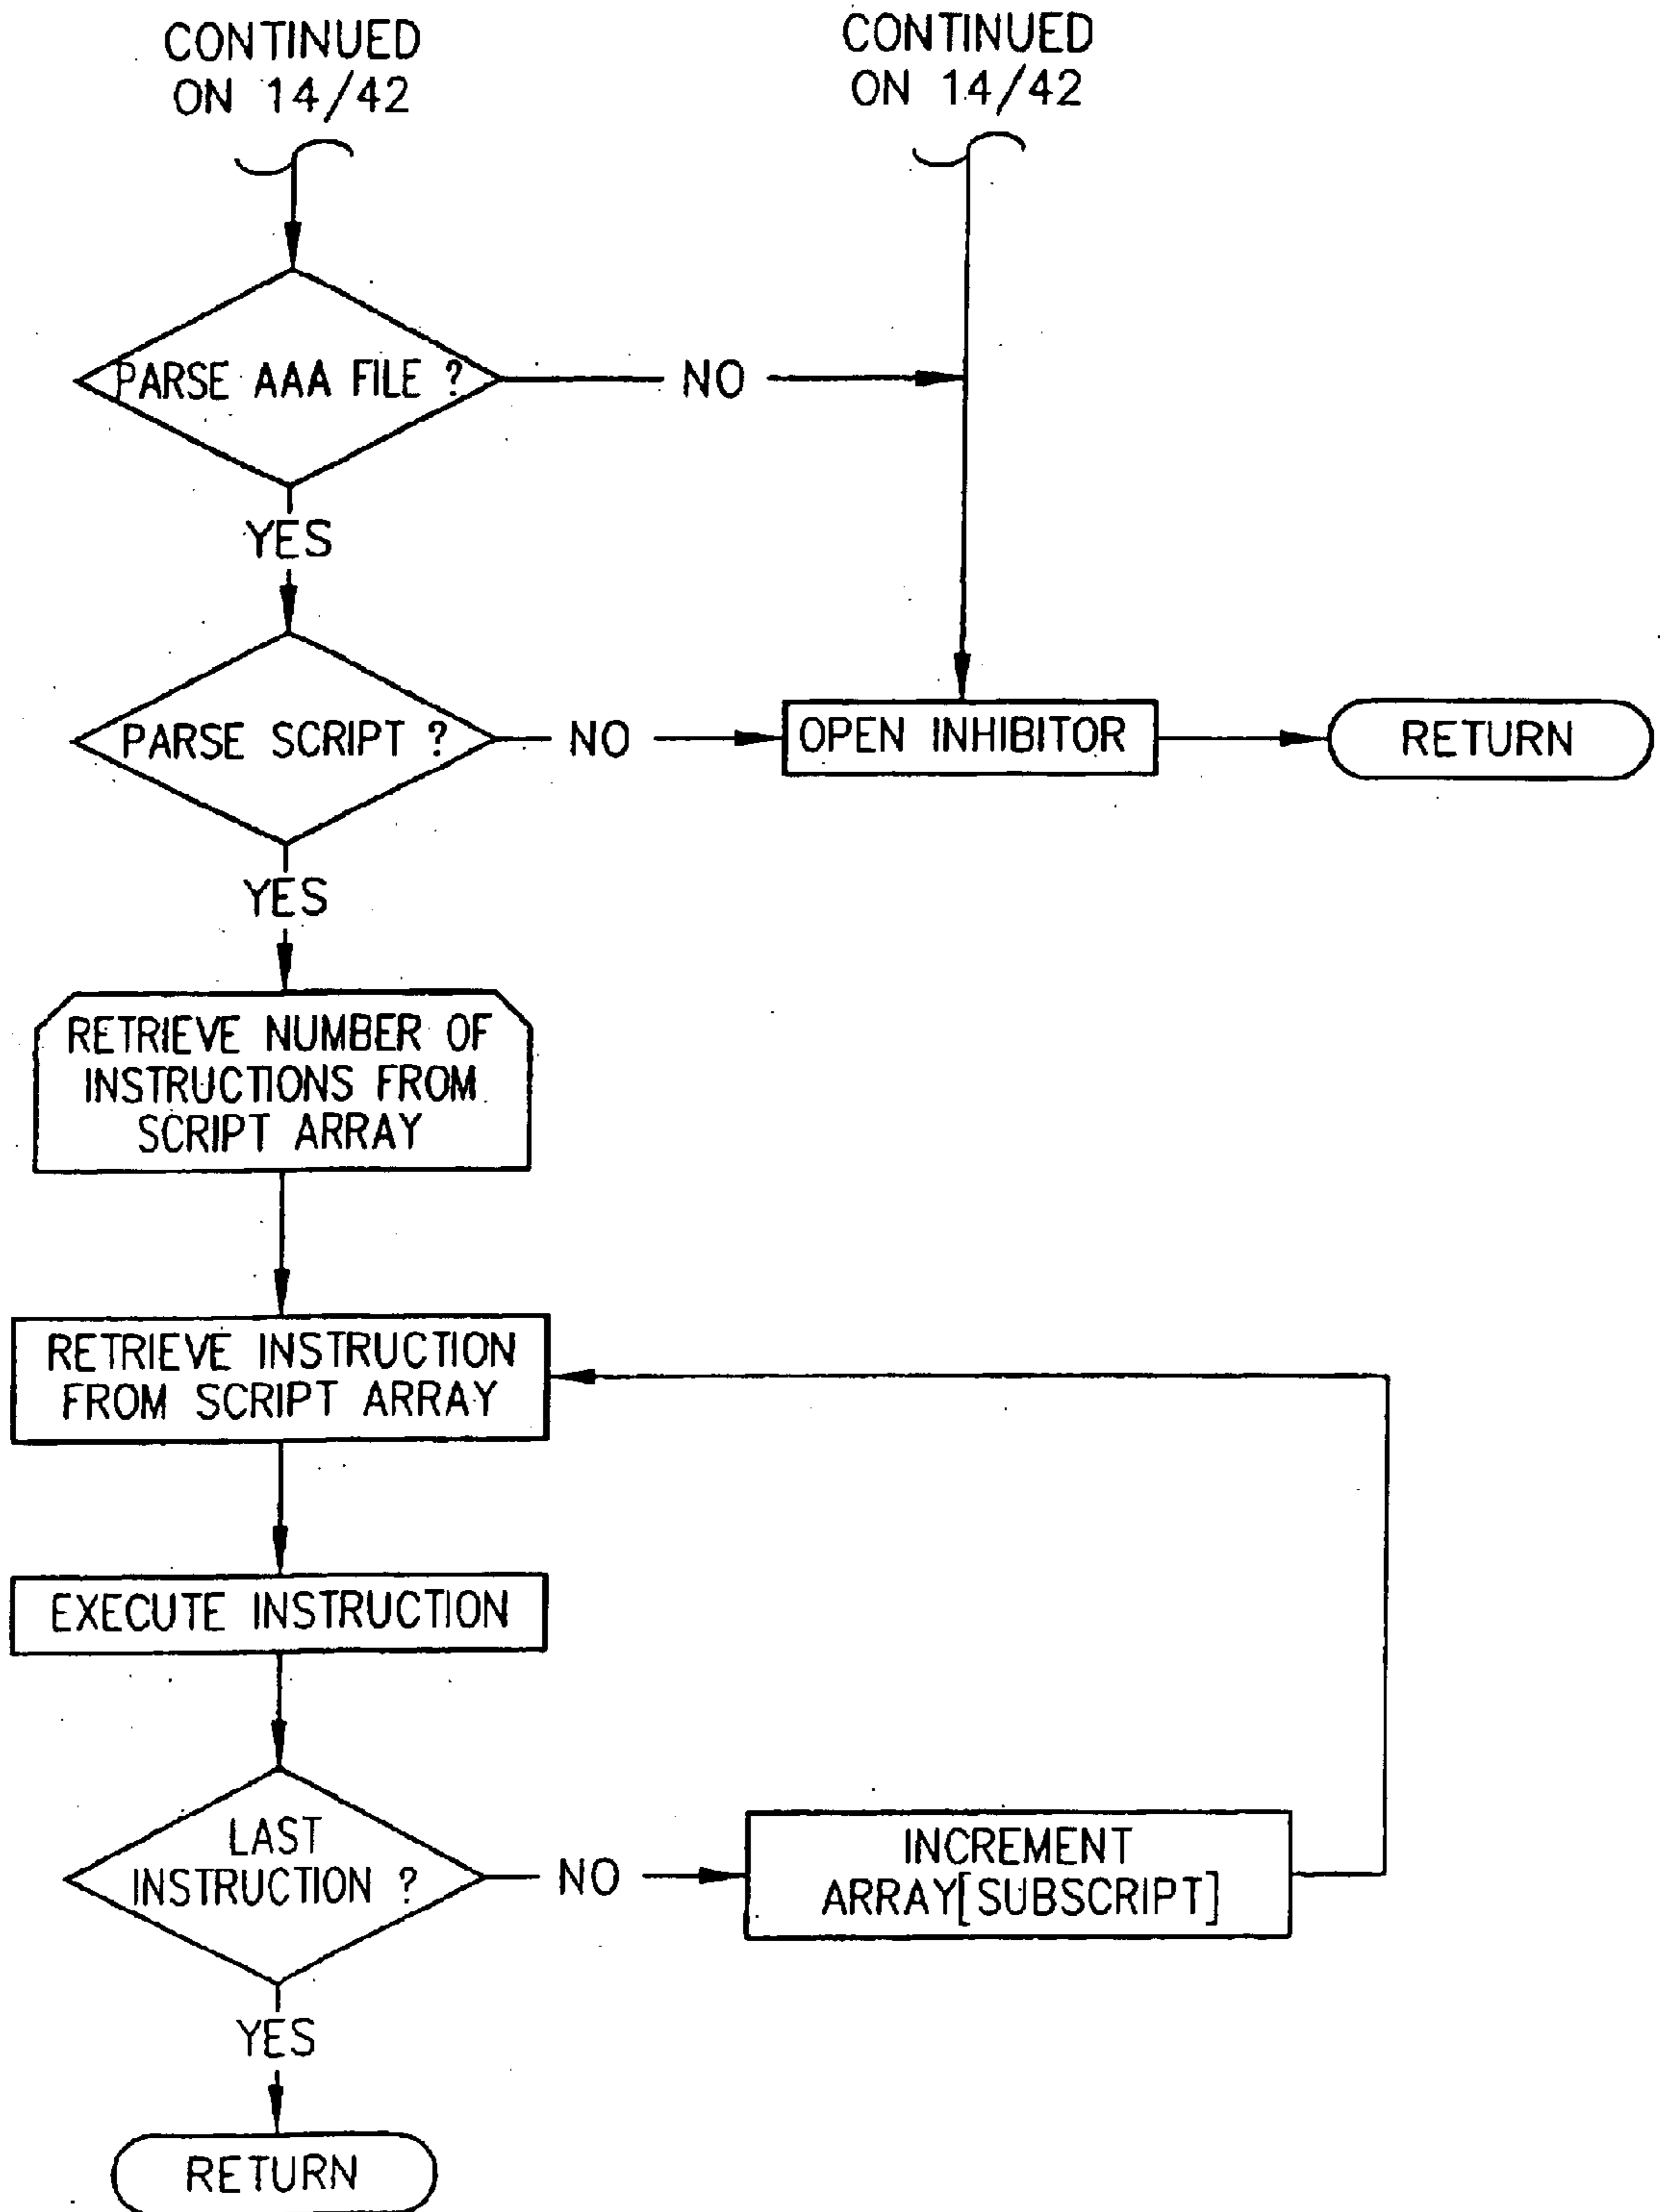 CONTINUED
ON 14/42
CONTINUED
ON 14/42
PARSE AAA FILE ?
NO
YES
PARSE SCRIPT ?
NO
OPEN INHIBITOR
RETURN
YES
RETRIEVE NUMBER OF
INSTRUCTIONS FROM
SCRIPT ARRAY
RETRIEVE INSTRUCTION
FROM SCRIPT ARRAY
EXECUTE INSTRUCTION
LAST
INSTRUCTION ?
NO
INCREMENT
ARRAY[SUBSCRIPT]
YES
RETURN